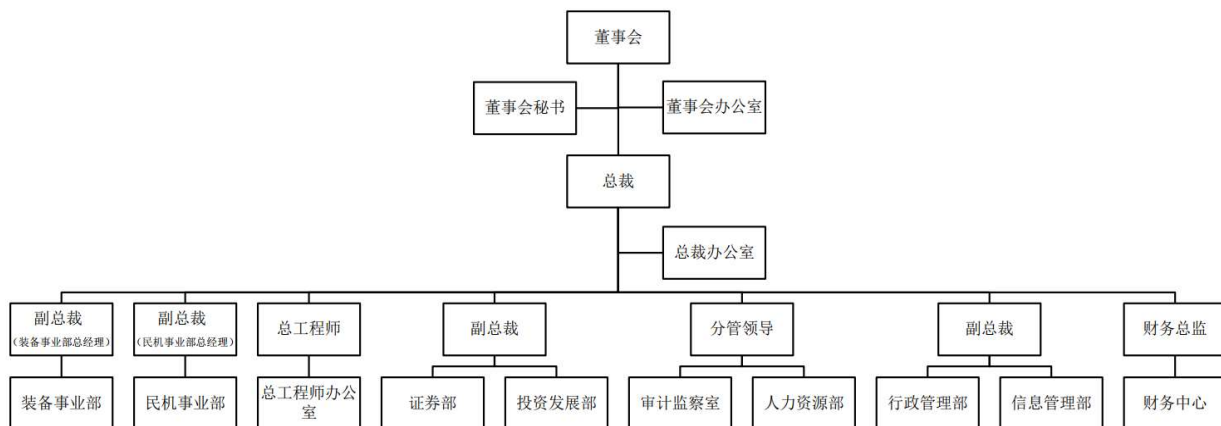 董事会
董事会秘书
董事会办公室
总裁
总裁办公室
副总裁
（装备事业部总经理）
副总裁
（民机事业部总经理）
总工程师
副总裁
分管领导
副总裁
财务总监
装备事业部
民机事业部
总工程师办公
室
证券部
投资发展部
审计监察室
人力资源部
行政管理部
信息管理部
财务中心